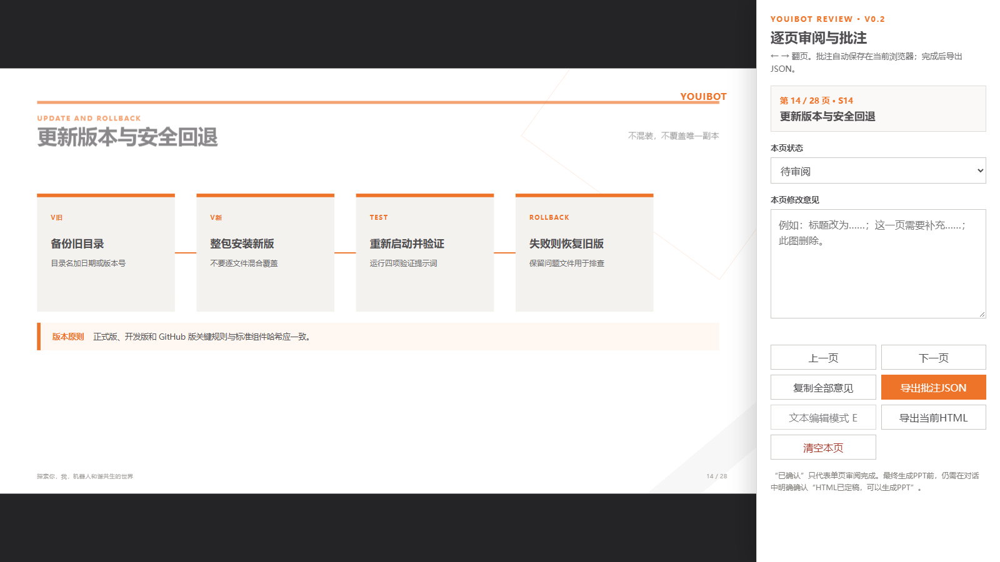 YOUIBOT
UPDATE AND ROLLBACK
更新版本与安全回退
不混装，不覆盖唯一副本
V旧
备份旧目录
目录名加日期或版本号
V新
整包安装新版
不要逐文件混合覆盖
TEST
重新启动并验证
运行四项验证提示词
ROLLBACK
失败则恢复旧版
保留问题文件用于排查
版本原则 正式版、开发版和 GitHub 版关键规则与标准组件哈希应一致。
探索你、我、机器人和谐共生的世界
14 / 28
YOUIBOT REVIEW • V0.2
逐页审阅与批注
← → 翻页。批注自动保存在当前浏览器；完成后导出
JSON。
第 14 / 28 页 • S14
更新版本与安全回退
本页状态
待审阅
本页修改意见
例如：标题改为……；这一页需要补充……；
此图删除。
上一页
下一页
复制全部意见
导出批注JSON
文本编辑模式 E
导出当前HTML
清空本页
“已确认”只代表单页审阅完成。最终生成PPT前，仍需在对话
中明确确认“HTML已定稿，可以生成PPT”。